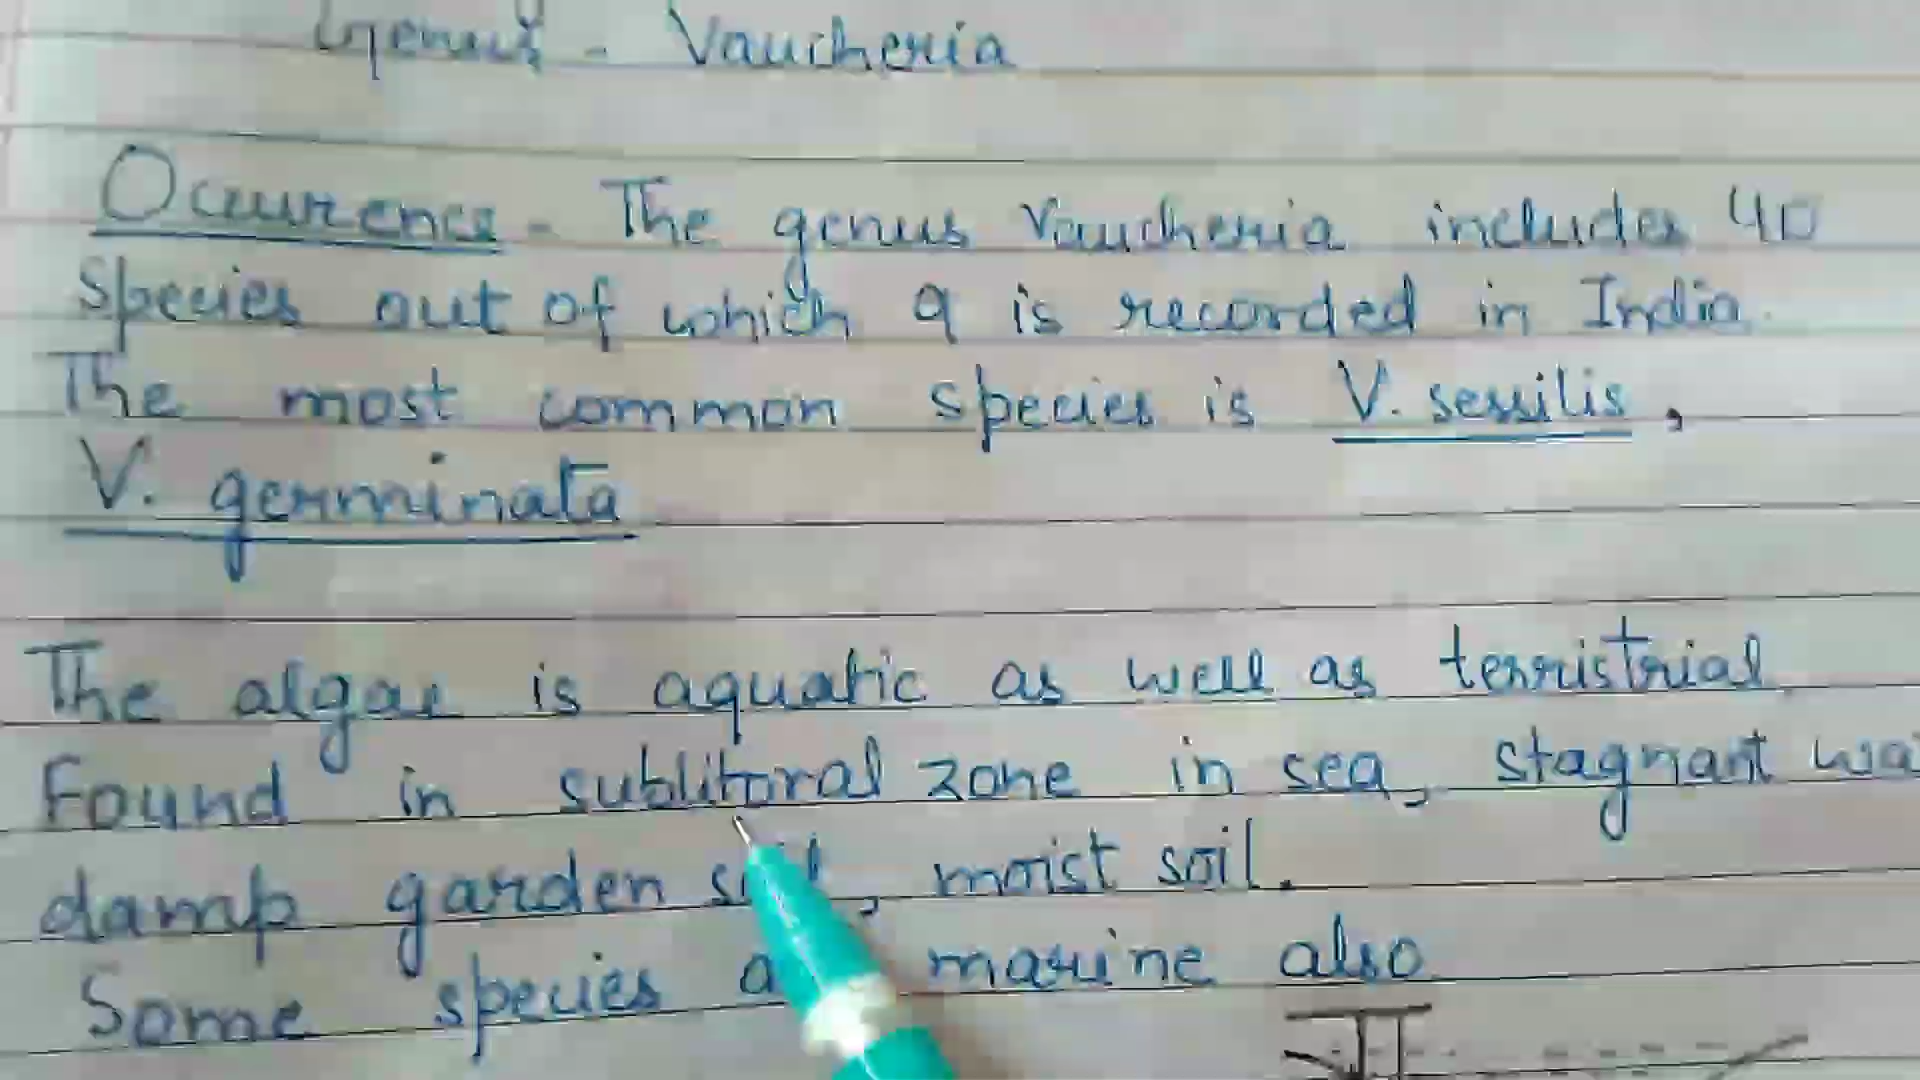 Genus - Vaucheria
Ocuurence - The genus Vaucheria includes 40
species out of which 9 is recorded in India.
The most common species is V. sessilis,
V. germinata
The algae is aquatic as well as terristrial
Found in sublitoral zone in sea, stagnant
damp garden moist soil.
Some species marine also